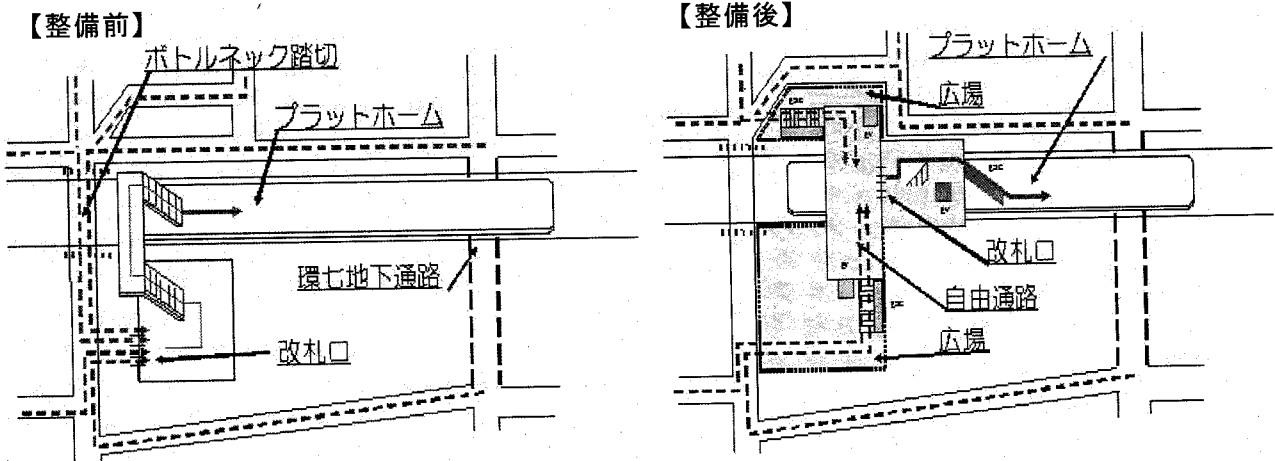 【整備前】
ボトルネック踏切
プラットホーム
環七地下通路
改札口
【整備後】
プラットホーム
広場
改札口
自由通路
広場